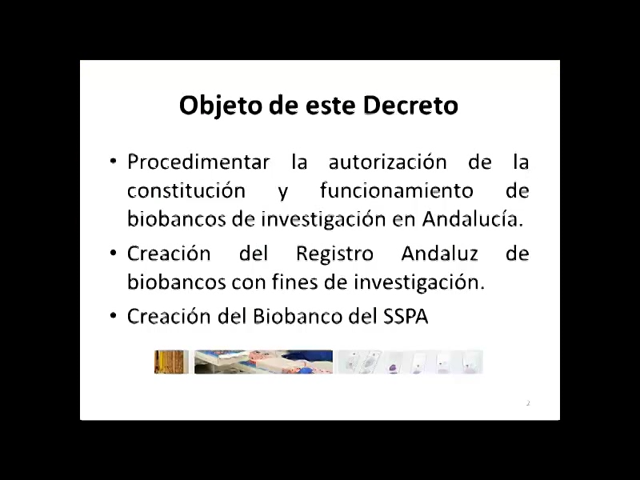 Objeto de este Decreto
• Procedimentar la autorización de la
constitución y funcionamiento de
biobancos de investigación en Andalucía.
• Creación del Registro Andaluz de
biobancos con fines de investigación.
• Creación del Biobanco del SSPA
2